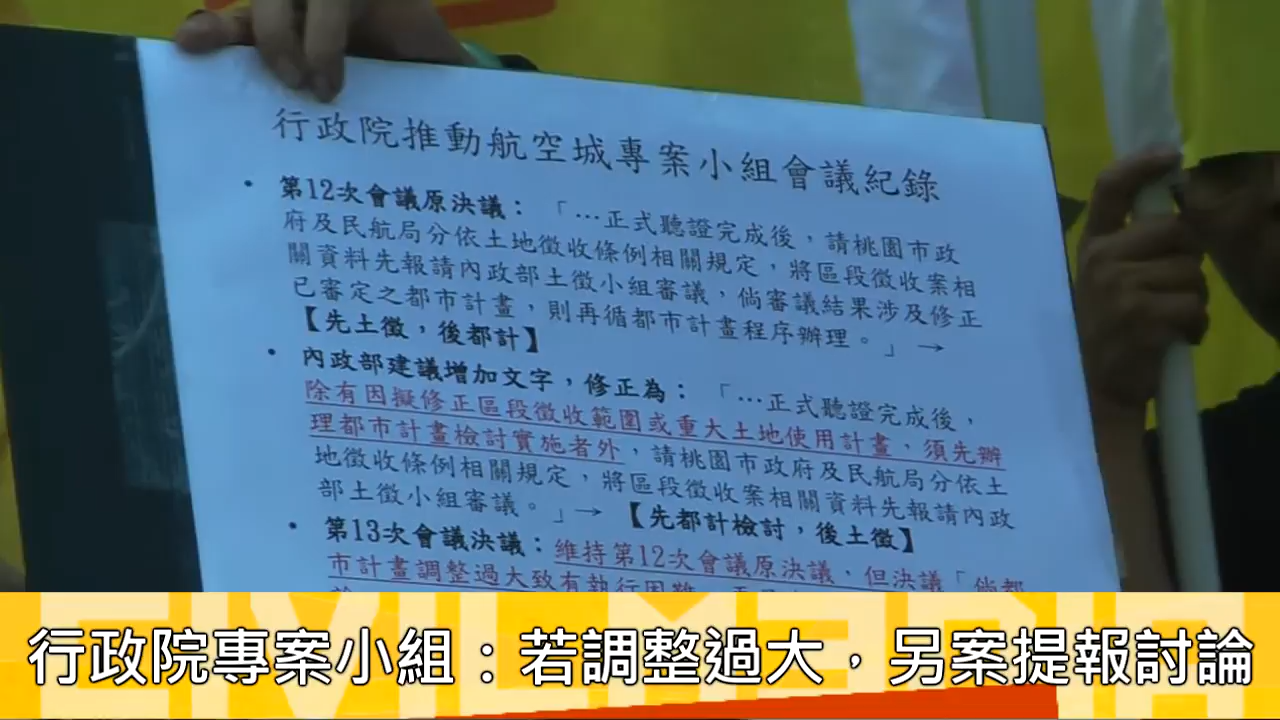 行政院推動航空城專案小組會議紀錄
• 第12次會議原決議：「…正式聽證完成後，請桃園市政
府及民航局分依土地徵收條例相關規定，將區段徵收案相
關資料先報請內政部土徵小組審議，倘審議結果涉及修正
已審定之都市計畫，則再循都市計畫程序辦理。」→
【先土徵，後都計】
• 內政部建議增加文字，修正為：「…正式聽證完成後，
除有因擬修正區段徵收範圍或重大土地使用計畫，須先辦
理都市計畫檢討實施者外，請桃園市政府及民航局分依土
地徵收條例相關規定，將區段徵收案相關資料先報請內政
部土徵小組審議。」→【先都計檢討，後土徵】
• 第13次會議決議：維持第12次會議原決議，但決議「倘都
市計畫調整過大致有執行困難
行政院專案小組：若調整過大，另案提報討論